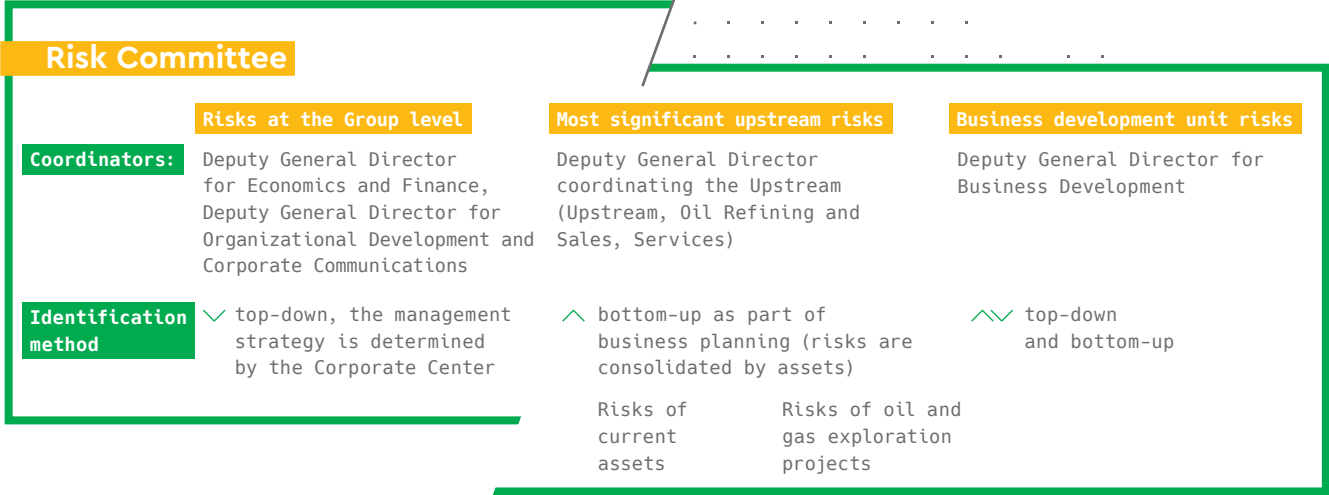 Risk Committee
Risks at the Group level
Most significant upstream risks
Business development unit risks
Coordinators:
Deputy General Director
for Economics and Finance,
Deputy General Director for
Organizational Development and
Corporate Communications
Deputy General Director
coordinating the Upstream
(Upstream, Oil Refining and
Sales, Services)
Deputy General Director for
Business Development
Identification
method
top-down, the management
strategy is determined
by the Corporate Center
bottom-up as part of
business planning (risks are
consolidated by assets)
Risks of
current
assets
Risks of oil and
gas exploration
projects
top-down
and bottom-up